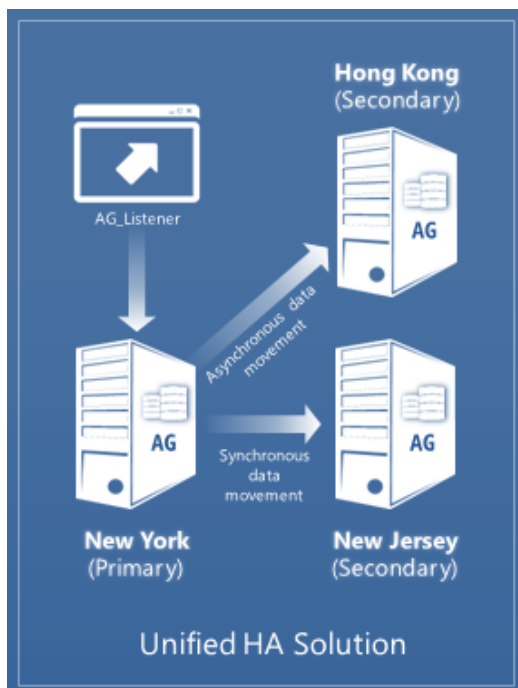 Hong Kong
(Secondary)
AG_Listener
AG
Asynchronous data
movement
AG
Synchronous
data
movement
AG
New York
(Primary)
New Jersey
(Secondary)
Unified HA Solution